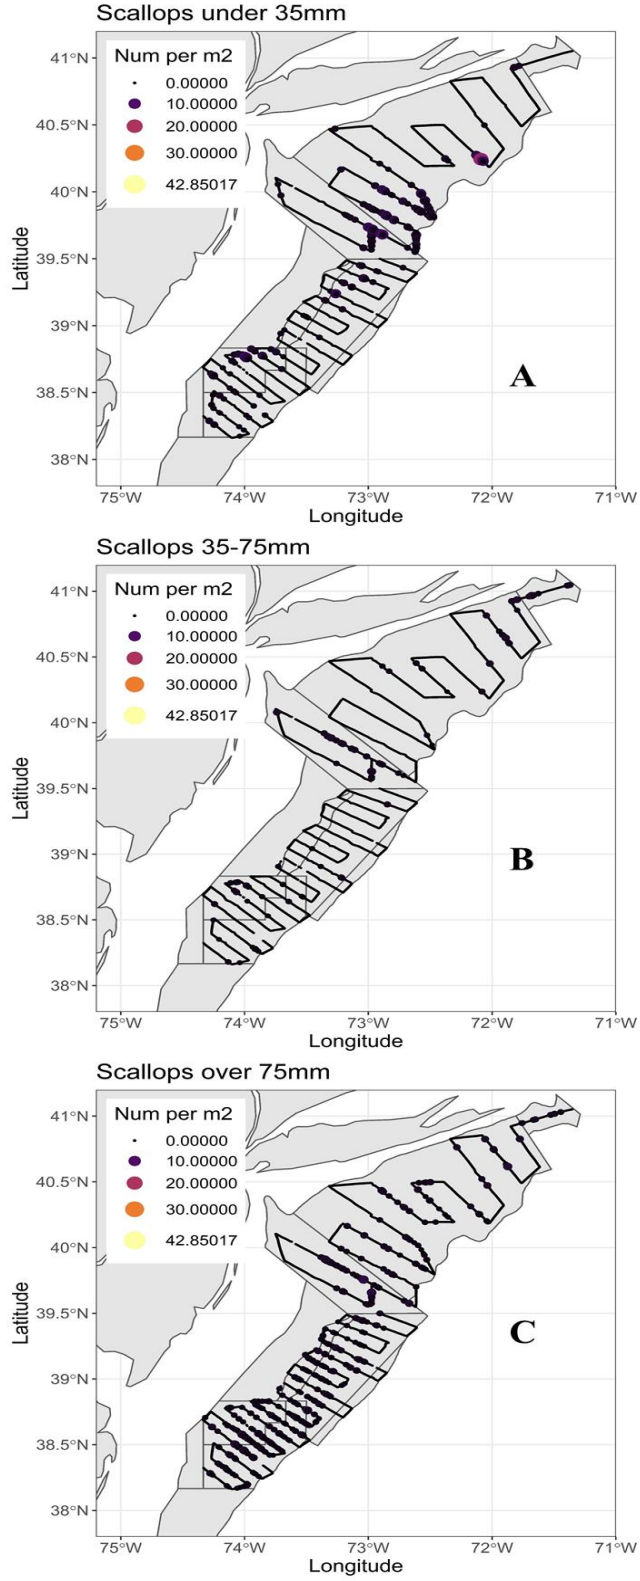 Scallops under 35mm
Num per m2
0.00000
10.00000
20.00000
30.00000
42.85017
41°N
40.5°N
40°N
39.5°N
39°N
38.5°N
38°N
Latitude
A
75°W 74°W 73°W 72°W 71°W
Longitude
Scallops 35-75mm
Num per m2
0.00000
10.00000
20.00000
30.00000
42.85017
41°N
40.5°N
40°N
39.5°N
39°N
38.5°N
38°N
Latitude
B
75°W 74°W 73°W 72°W 71°W
Longitude
Scallops over 75mm
Num per m2
0.00000
10.00000
20.00000
30.00000
42.85017
41°N
40.5°N
40°N
39.5°N
39°N
38.5°N
38°N
Latitude
C
75°W 74°W 73°W 72°W 71°W
Longitude